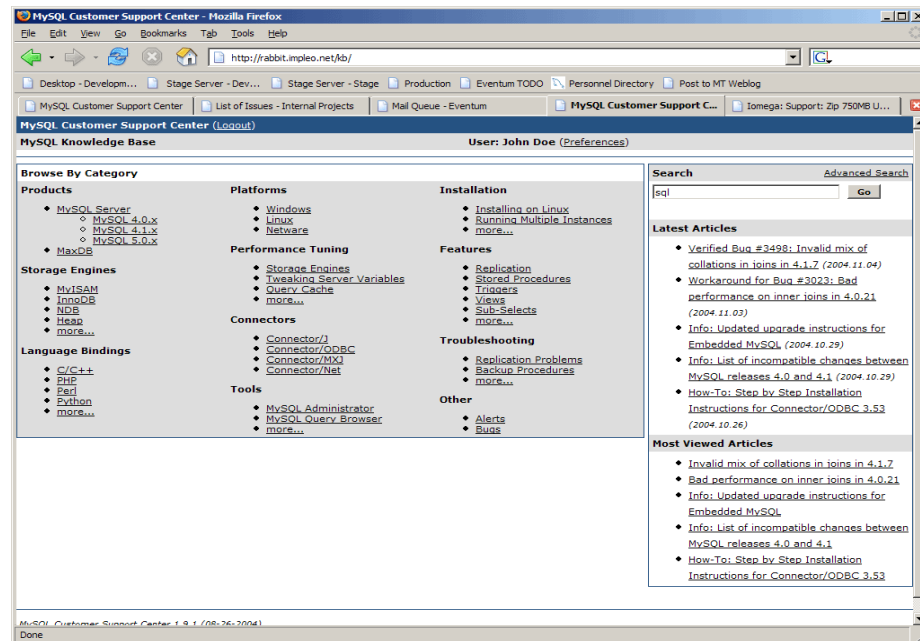 MySQL Customer Support Center - Mozilla Firefox
File Edit View Go Bookmarks Tab Tools Help
http://rabbit.impleo.net/kb/
Desktop - Developm... Stage Server - Dev... Stage Server - Stage Production Eventum TODO Personnel Directory Post to MT Weblog
MySQL Customer Support Center List of Issues - Internal Projects Mail Queue - Eventum MySQL Customer Support C... Iomega: Support: Zip 750MB U...
MySQL Customer Support Center (Logout)
MySQL Knowledge Base User: John Doe (Preferences)
Browse By Category
Products
MySQL Server
MySQL 4.0.x
MySQL 4.1.x
MySQL 5.0.x
MaxDB
Storage Engines
MyISAM
InnoDB
NDB
Heap
more...
Language Bindings
C/C++
PHP
Perl
Python
more...
Platforms
Windows
Linux
Netware
Performance Tuning
Storage Engines
Tweaking Server Variables
Query Cache
more...
Connectors
Connector/J
Connector/ODBC
Connector/MXJ
Connector/Net
Tools
MySQL Administrator
MySQL Query Browser
more...
Installation
Installing on Linux
Running Multiple Instances
more...
Features
Replication
Stored Procedures
Triggers
Views
Sub-Selects
more...
Troubleshooting
Replication Problems
Backup Procedures
more...
Other
Alerts
Bugs
Search Advanced Search
sql Go
Latest Articles
Verified Bug #3498: Invalid mix of
collations in joins in 4.1.7 (2004.11.04)
Workaround for Bug #3023: Bad
performance on inner joins in 4.0.21
(2004.11.03)
Info: Updated upgrade instructions for
Embedded MySQL (2004.10.29)
Info: List of incompatible changes between
MySQL releases 4.0 and 4.1 (2004.10.29)
How-To: Step by Step Installation
Instructions for Connector/ODBC 3.53
(2004.10.26)
Most Viewed Articles
Invalid mix of collations in joins in 4.1.7
Bad performance on inner joins in 4.0.21
Info: Updated upgrade instructions for
Embedded MySQL
Info: List of incompatible changes between
MySQL releases 4.0 and 4.1
How-To: Step by Step Installation
Instructions for Connector/ODBC 3.53
MySQL Customer Support Center 1.9.1 (08-26-2004)
Done